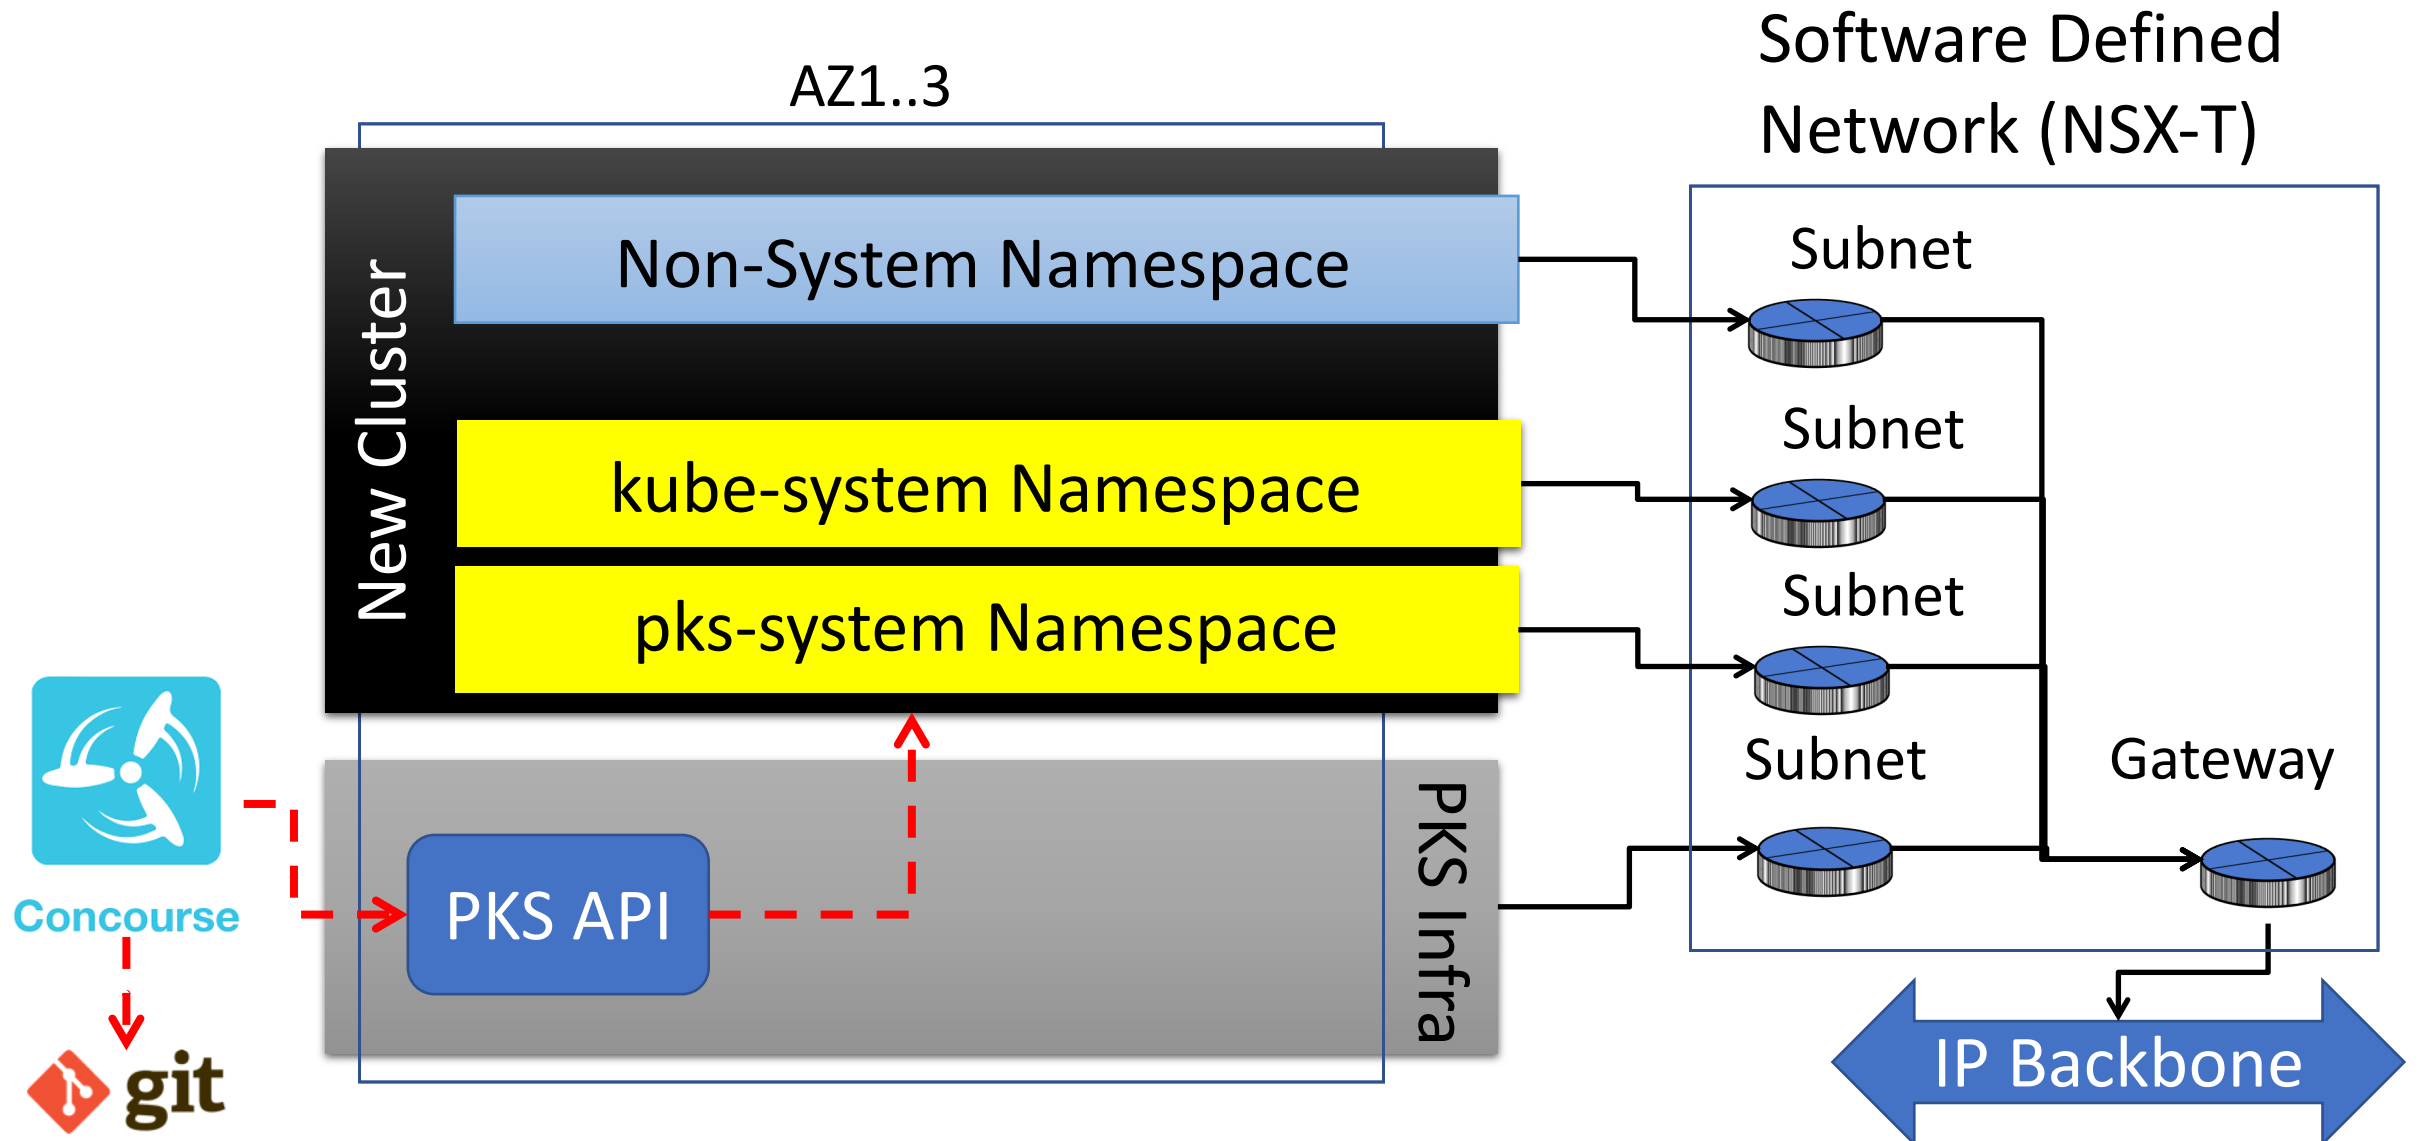 Software Defined
Network (NSX-T)
AZ1..3
New Cluster
Non-System Namespace
kube-system Namespace
pks-system Namespace
Subnet
Subnet
Subnet
Subnet
Gateway
PKS API
PKS Infra
Concourse
git
IP Backbone